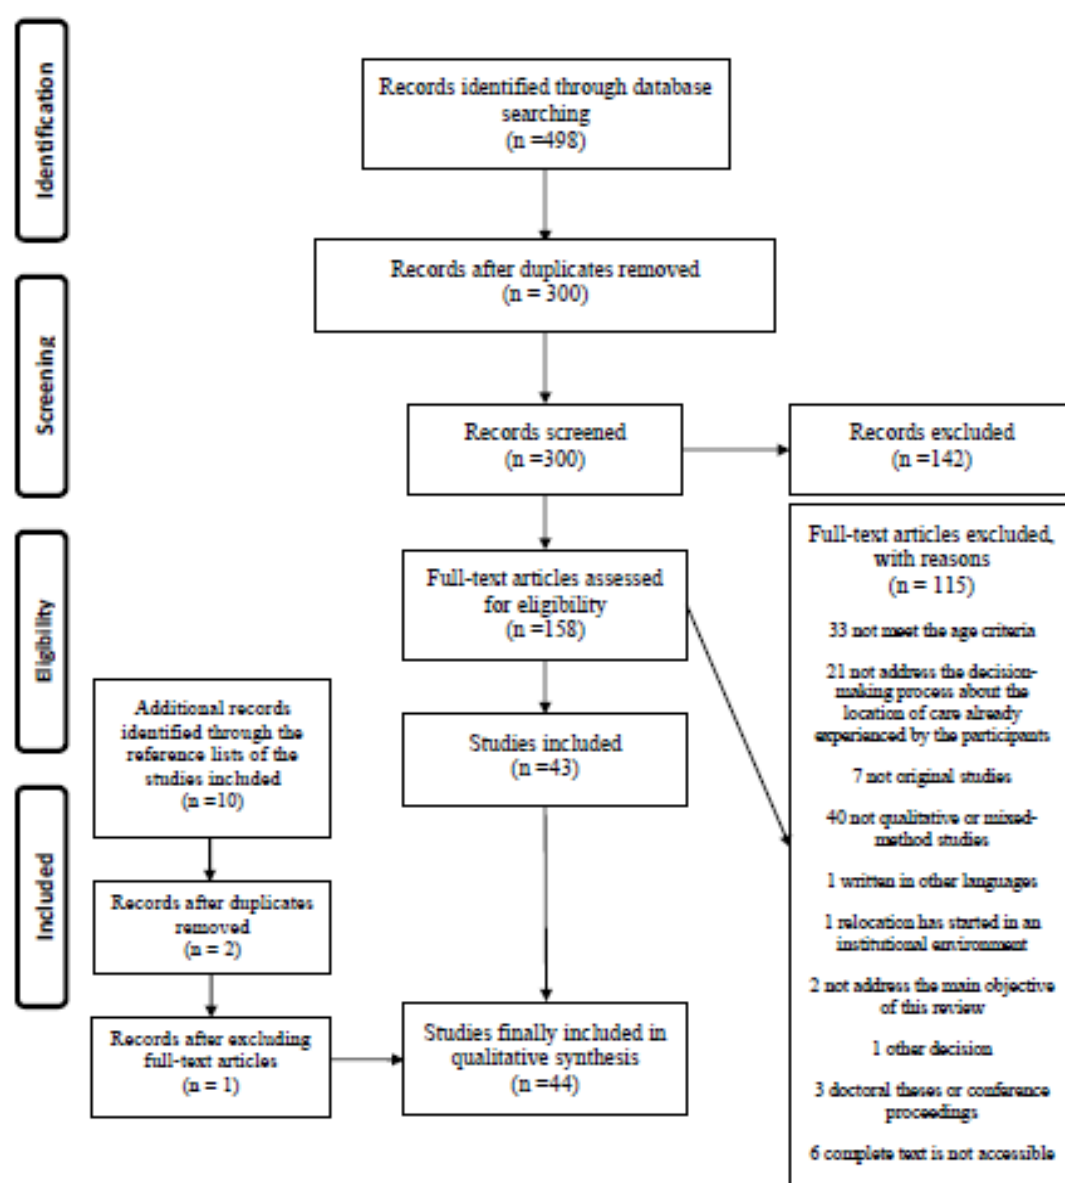 Identification
Records identified through database
searching
(n =498)
Records after duplicates removed
(n = 300)
Screening
Records screened
(n =300)
Records excluded
(n =142)
Eligibility
Full-text articles assessed
for eligibility
(n =158)
Full-text articles excluded,
with reasons
(n = 115)
33 not meet the age criteria
21 not address the decision-
making process about the
location of care already
experienced by the participants
7 not original studies
40 not qualitative or mixed-
method studies
1 written in other languages
1 relocation has started in an
institutional environment
2 not address the main objective
of this review
1 other decision
3 doctoral theses or conference
proceedings
6 complete text is not accessible
Studies included
(n =43)
Additional records
identified through the
reference lists of the
studies included
(n =10)
Included
Records after duplicates
removed
(n = 2)
Records after excluding
full-text articles
(n = 1)
Studies finally included in
qualitative synthesis
(n =44)